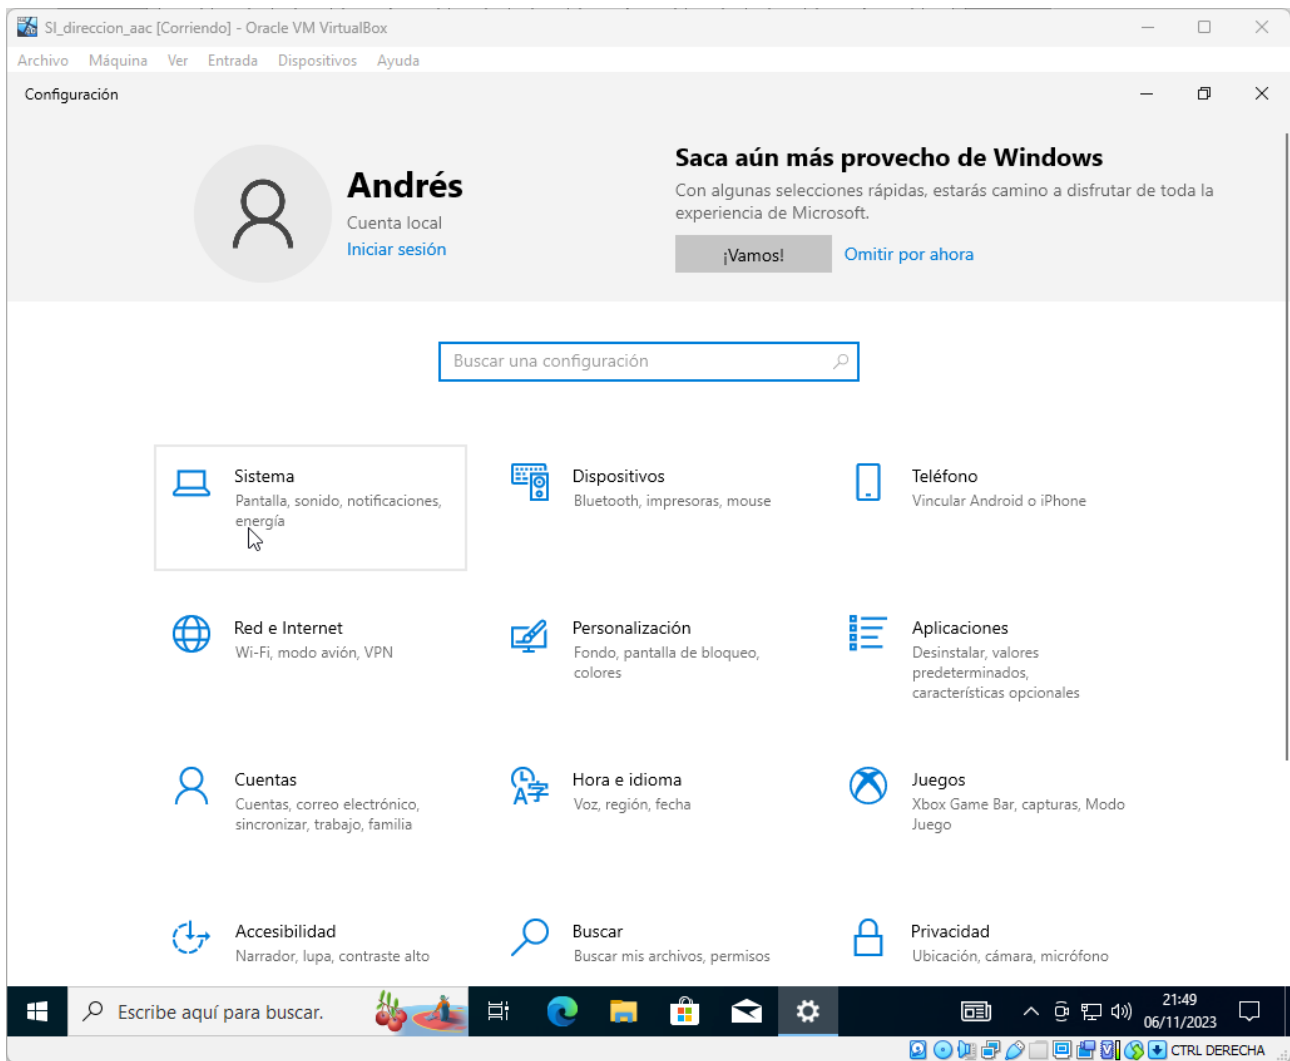 SI_direccion_aac [Corriendo] - Oracle VM VirtualBox
Archivo Máquina Ver Entrada Dispositivos Ayuda
Configuración
Andrés
Cuenta local
Iniciar sesión
Saca aún más provecho de Windows
Con algunas selecciones rápidas, estarás camino a disfrutar de toda la
experiencia de Microsoft.
¡Vamos! Omitir por ahora
Buscar una configuración
Sistema
Pantalla, sonido, notificaciones,
energía
Dispositivos
Bluetooth, impresoras, mouse
Teléfono
Vincular Android o iPhone
Red e Internet
Wi-Fi, modo avión, VPN
Personalización
Fondo, pantalla de bloqueo,
colores
Aplicaciones
Desinstalar, valores
predeterminados,
características opcionales
Cuentas
Cuentas, correo electrónico,
sincronizar, trabajo, familia
Hora e idioma
Voz, región, fecha
Juegos
Xbox Game Bar, capturas, Modo
Juego
Accesibilidad
Narrador, lupa, contraste alto
Buscar
Buscar mis archivos, permisos
Privacidad
Ubicación, cámara, micrófono
Escribe aquí para buscar.
21:49
06/11/2023
CTRL DERECHA